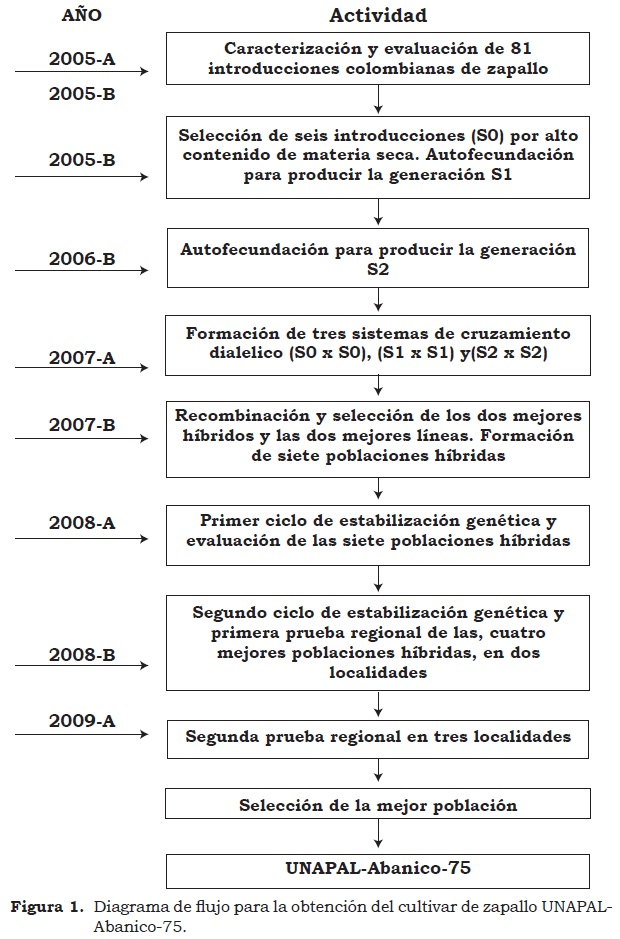 AÑO
Actividad
2005-A
2005-B
Caracterización y evaluación de 81
introducciones colombianas de zapallo
2005-B
Selección de seis introducciones (S0) por alto
contenido de materia seca. Autofecundación
para producir la generación S1
2006-B
Autofecundación para producir la generación
S2
2007-A
Formación de tres sistemas de cruzamiento
dialelico (S0 x S0), (S1 x S1) y(S2 x S2)
2007-B
Recombinación y selección de los dos mejores
híbridos y las dos mejores líneas. Formación
de siete poblaciones híbridas
2008-A
Primer ciclo de estabilización genética y
evaluación de las siete poblaciones híbridas
2008-B
Segundo ciclo de estabilización genética y
primera prueba regional de las, cuatro
mejores poblaciones híbridas, en dos
localidades
2009-A
Segunda prueba regional en tres localidades
Selección de la mejor población
UNAPAL-Abanico-75
Figura 1. Diagrama de flujo para la obtención del cultivar de zapallo UNAPAL-
Abanico-75.